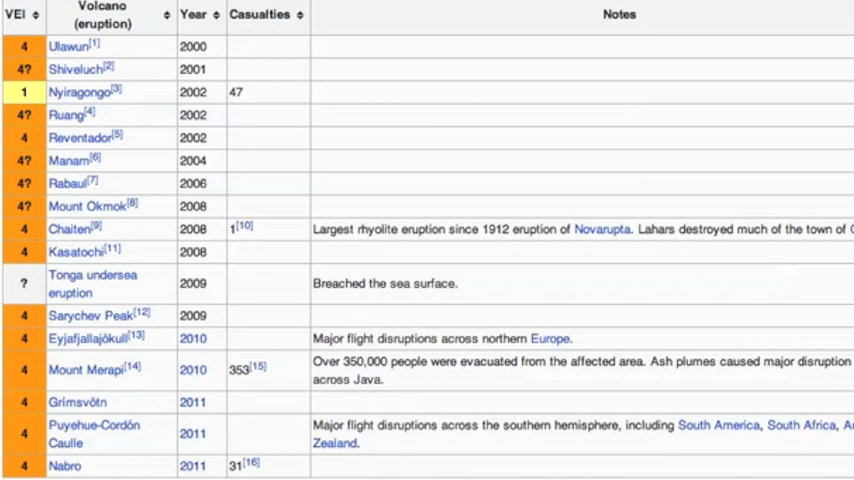 VEI Volcano (eruption) Year Casualties Notes
4 Ulawun[1] 2000
4? Shiveluch[2] 2001
1 Nyiragongo[3] 2002 47
4? Ruang[4] 2002
4 Reventador[5] 2002
4? Manam[6] 2004
4? Rabaul[7] 2006
4? Mount Okmok[8] 2008
4 Chaiten[9] 2008 1[10] Largest rhyolite eruption since 1912 eruption of Novarupta. Lahars destroyed much of the town of
4 Kasatochi[11] 2008
? Tonga undersea eruption 2009 Breached the sea surface.
4 Sarychev Peak[12] 2009
4 Eyjafjallajökull[13] 2010 Major flight disruptions across northern Europe.
4 Mount Merapi[14] 2010 353[15] Over 350,000 people were evacuated from the affected area. Ash plumes caused major disruption
across Java.
4 Grímsvötn 2011
4 Puyehue-Cordón Caulle 2011 Major flight disruptions across the southern hemisphere, including South America, South Africa,
Zealand.
4 Nabro 2011 31[16]